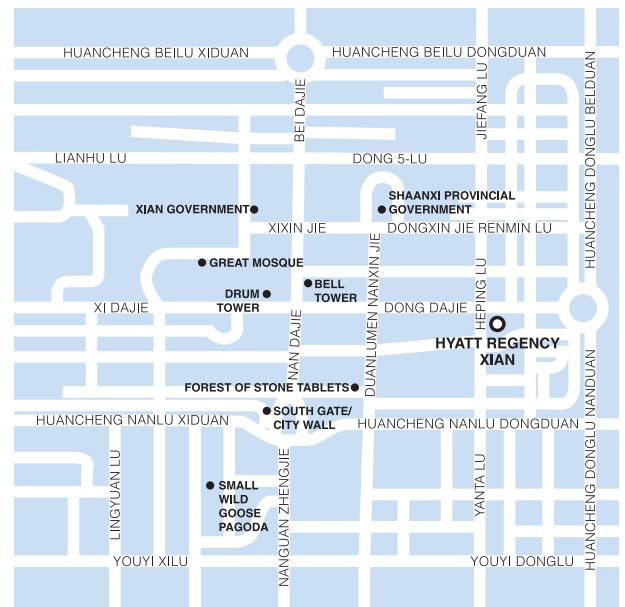 HUANCHENG BEILU XIDUAN
HUANCHENG BEILU DONGDUAN
BEI DAJIE
JIEFANG LU
HUANCHENG DONGLU BELDUAN
LIANHU LU
DONG 5-LU
XIAN GOVERNMENT
SHAANXI PROVINCIAL
GOVERNMENT
XIXIN JIE
DONGXIN JIE RENMIN LU
GREAT MOSQUE
BELL
TOWER
DRUM
TOWER
DUANLUMEN NANXIN JIE
HEPING LU
XI DAJIE
DONG DAJIE
NAN DAJIE
HYATT REGENCY
XIAN
FOREST OF STONE TABLETS
SOUTH GATE/
CITY WALL
HUANCHENG NANLU XIDUAN
HUANCHENG NANLU DONGDUAN
HUANCHENG DONGLU NANDUAN
LINGYUAN LU
SMALL
WILD
GOOSE
PAGODA
NANGUAN ZHENGJIE
YANTA LU
YOUYI XILU
YOUYI DONGLU